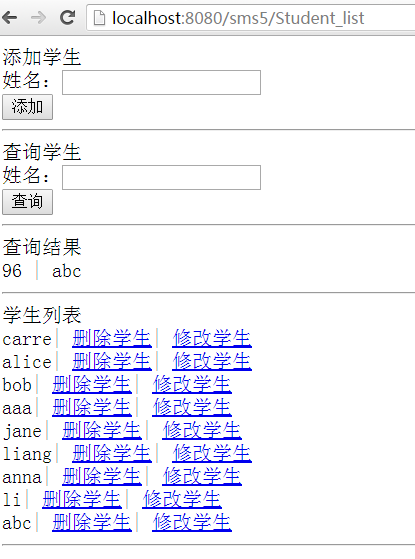 localhost:8080/sms5/Student_list
添加学生
姓名：
添加
查询学生
姓名：
查询
查询结果
96 | abc
学生列表
carre| 删除学生| 修改学生
alice| 删除学生| 修改学生
bob| 删除学生| 修改学生
aaa| 删除学生| 修改学生
jane| 删除学生| 修改学生
liang| 删除学生| 修改学生
anna| 删除学生| 修改学生
li| 删除学生| 修改学生
abc| 删除学生| 修改学生